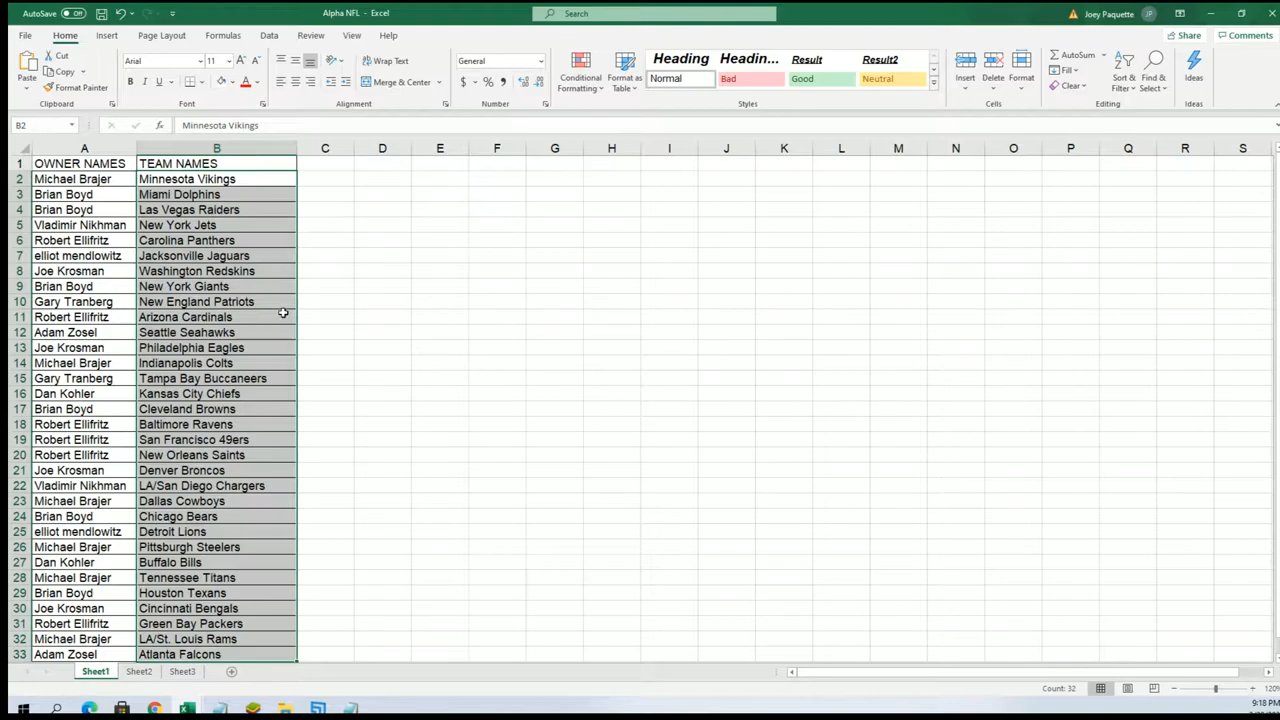 AutoSave Off Alpha NFL - Excel Search Joey Paquette JP
File Home Insert Page Layout Formulas Data Review View Help Share Comments
Paste Cut Copy Format Painter Clipboard
Arial 11 A A B I U A Font
Wrap Text Merge & Center Alignment
General $ % Number
Conditional Formatting Format as Table
Heading Headin... Result Result2
Normal Bad Good Neutral Styles
Insert Delete Format Cells
AutoSum Fill Clear Sort & Filter Find & Select Editing
Ideas Ideas
B2 fx Minnesota Vikings
A B C D E F G H I J K L M N O P Q R S
1 OWNER NAMES TEAM NAMES
2 Michael Brajer Minnesota Vikings
3 Brian Boyd Miami Dolphins
4 Brian Boyd Las Vegas Raiders
5 Vladimir Nikhman New York Jets
6 Robert Ellifritz Carolina Panthers
7 elliot mendlowitz Jacksonville Jaguars
8 Joe Krosman Washington Redskins
9 Brian Boyd New York Giants
10 Gary Tranberg New England Patriots
11 Robert Ellifritz Arizona Cardinals
12 Adam Zosel Seattle Seahawks
13 Joe Krosman Philadelphia Eagles
14 Michael Brajer Indianapolis Colts
15 Gary Tranberg Tampa Bay Buccaneers
16 Dan Kohler Kansas City Chiefs
17 Brian Boyd Cleveland Browns
18 Robert Ellifritz Baltimore Ravens
19 Robert Ellifritz San Francisco 49ers
20 Robert Ellifritz New Orleans Saints
21 Joe Krosman Denver Broncos
22 Vladimir Nikhman LA/San Diego Chargers
23 Michael Brajer Dallas Cowboys
24 Brian Boyd Chicago Bears
25 elliot mendlowitz Detroit Lions
26 Michael Brajer Pittsburgh Steelers
27 Dan Kohler Buffalo Bills
28 Michael Brajer Tennessee Titans
29 Brian Boyd Houston Texans
30 Joe Krosman Cincinnati Bengals
31 Robert Ellifritz Green Bay Packers
32 Michael Brajer LA/St. Louis Rams
33 Adam Zosel Atlanta Falcons
Sheet1 Sheet2 Sheet3
Count: 32 120%
9:18 PM